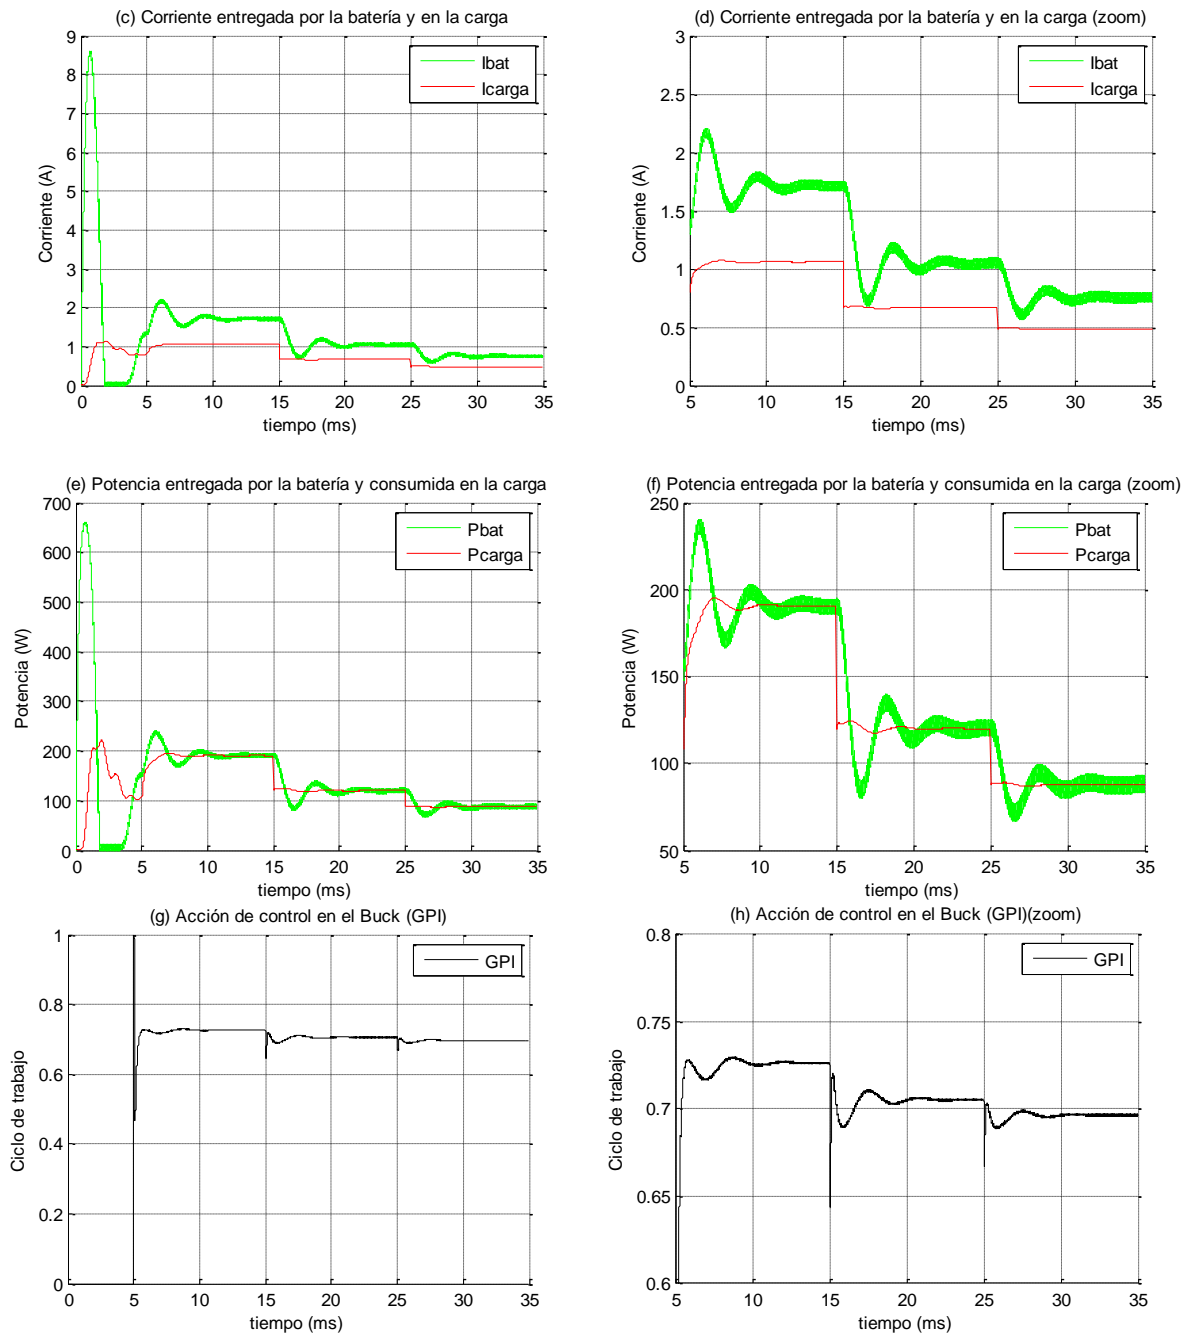 (c) Corriente entregada por la batería y en la carga
9
8
7
6
5
4
3
2
1
0
Corriente (A)
Ibat
Icarga
0 5 10 15 20 25 30 35
tiempo (ms)
(d) Corriente entregada por la batería y en la carga (zoom)
3
2.5
2
1.5
1
0.5
0
Corriente (A)
Ibat
Icarga
5 10 15 20 25 30 35
tiempo (ms)
(e) Potencia entregada por la batería y consumida en la carga
700
600
500
400
300
200
100
0
Potencia (W)
Pbat
Pcarga
0 5 10 15 20 25 30 35
tiempo (ms)
(f) Potencia entregada por la batería y consumida en la carga (zoom)
250
200
150
100
50
Potencia (W)
Pbat
Pcarga
5 10 15 20 25 30 35
tiempo (ms)
(g) Acción de control en el Buck (GPI)
1
0.8
0.6
0.4
0.2
0
Ciclo de trabajo
GPI
0 5 10 15 20 25 30 35
tiempo (ms)
(h) Acción de control en el Buck (GPI)(zoom)
0.8
0.75
0.7
0.65
0.6
Ciclo de trabajo
GPI
5 10 15 20 25 30 35
tiempo (ms)